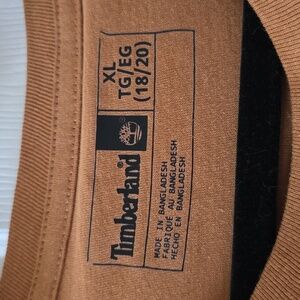 XL
TG/EG
(18/20)
Timberland
MADE IN BANGLADESH
FABRIQUÉ AU BANGLADESH
HECHO EN BANGLADESH